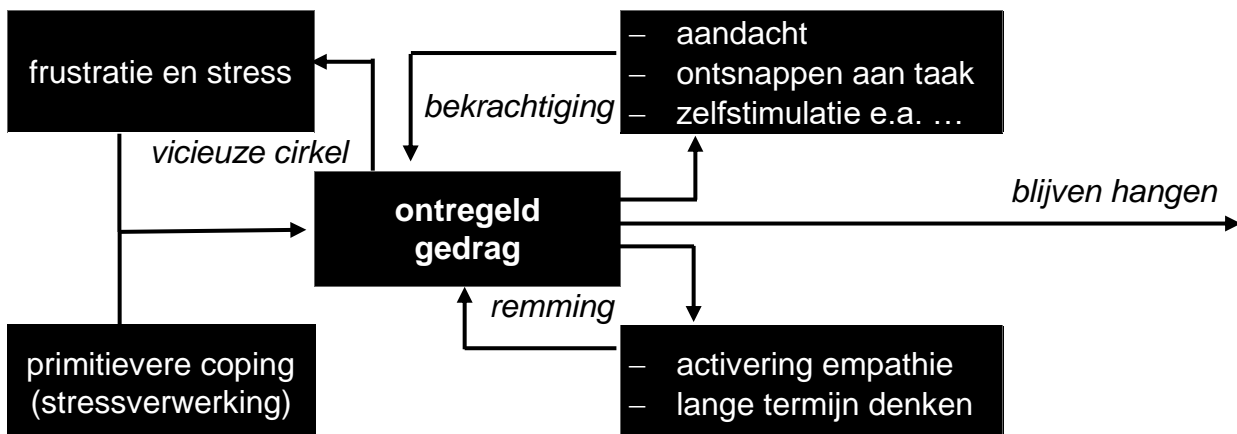 frustratie en stress
– aandacht
– ontsnappen aan taak
– zelfstimulatie e.a. …
bekrachtiging
vicieuze cirkel
ontregeld
gedrag
blijven hangen
remming
primitievere coping
(stressverwerking)
– activering empathie
– lange termijn denken